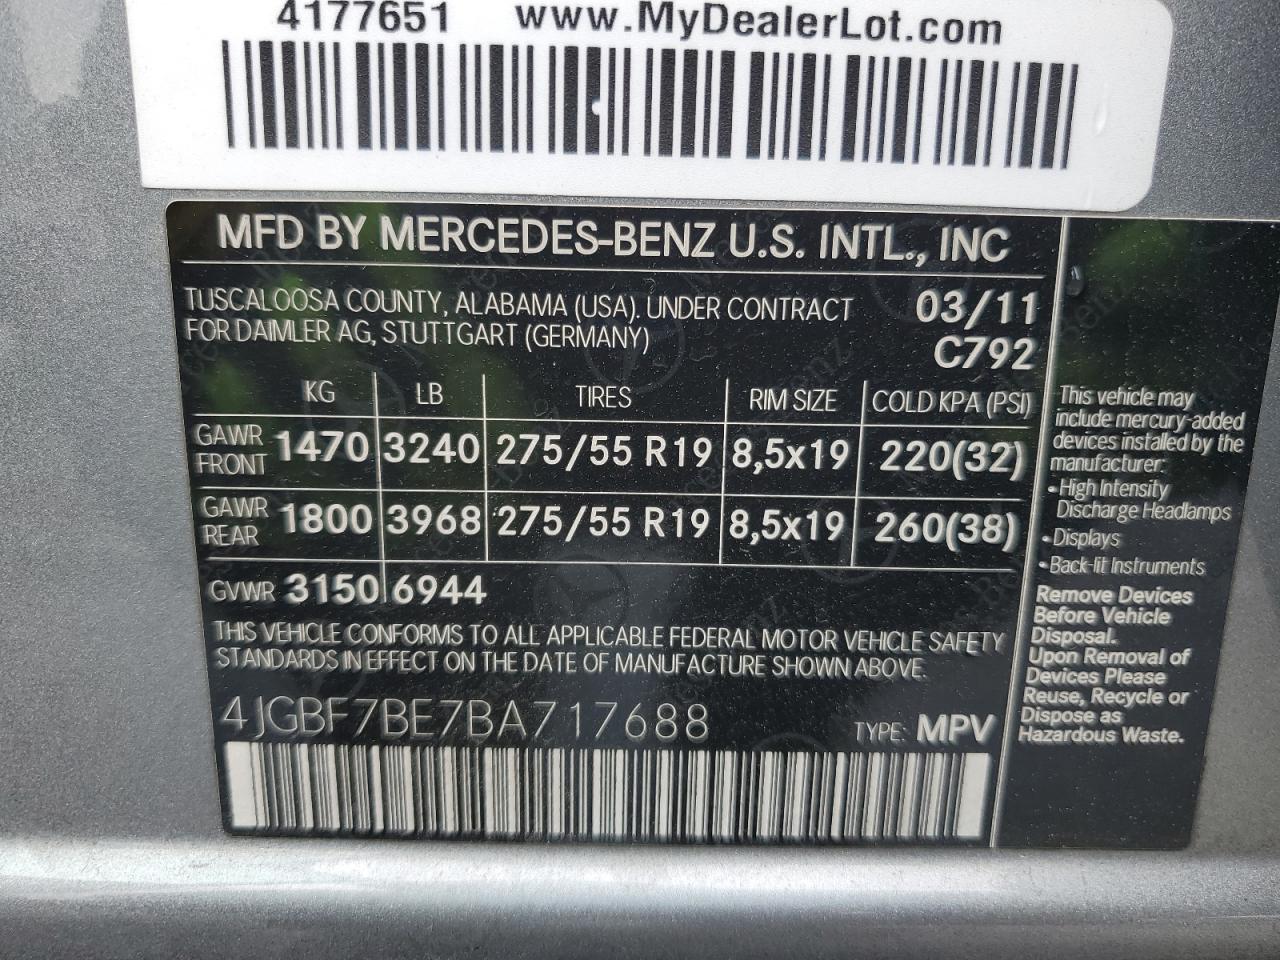 4177651 www.MyDealerLot.com
MFD BY MERCEDES-BENZ U.S. INTL., INC
TUSCALOOSA COUNTY, ALABAMA (USA). UNDER CONTRACT 03/11
FOR DAIMLER AG, STUTTGART (GERMANY) C792
KG LB TIRES RIM SIZE COLD KPA (PSI)
GAWR FRONT 1470 3240 275/55 R19 8,5x19 220(32)
GAWR REAR 1800 3968 275/55 R19 8,5x19 260(38)
GVWR 3150 6944
THIS VEHICLE CONFORMS TO ALL APPLICABLE FEDERAL MOTOR VEHICLE SAFETY
STANDARDS IN EFFECT ON THE DATE OF MANUFACTURE SHOWN ABOVE.
4JGBF7BE7BA717688 TYPE: MPV
This vehicle may
include mercury-added
devices installed by the
manufacturer:
• High Intensity
Discharge Headlamps
• Displays
• Back-lit Instruments
Remove Devices
Before Vehicle
Disposal.
Upon Removal of
Devices Please
Reuse, Recycle or
Dispose as
Hazardous Waste.